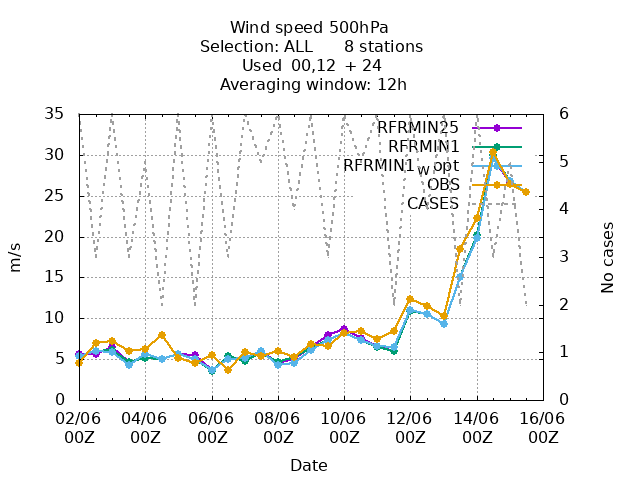 Wind speed 500hPa
Selection: ALL 8 stations
Used 00,12 + 24
Averaging window: 12h
35
30
25
20
15
10
5
0
m/s
6
5
4
3
2
1
0
No cases
RFRMIN25
RFRMIN1
RFRMIN1_w opt
OBS
CASES
02/06 04/06 06/06 08/06 10/06 12/06 14/06 16/06
00Z 00Z 00Z 00Z 00Z 00Z 00Z 00Z
Date